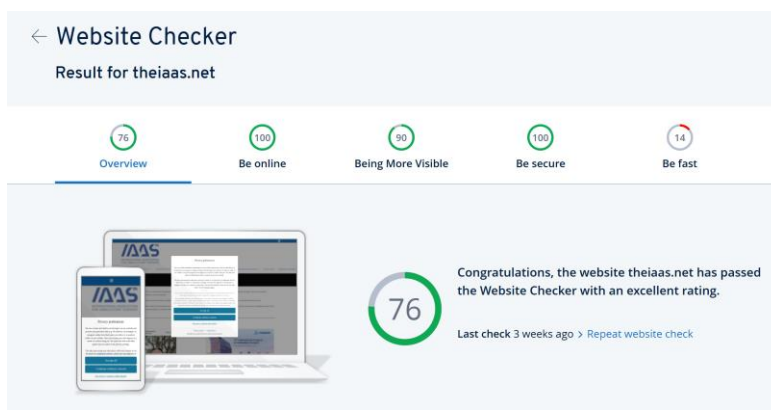 ← Website Checker
Result for theiaas.net
76
100
90
100
14
Overview
Be online
Being More Visible
Be secure
Be fast
IAAS
IAAS
Privacy preferences
76
Congratulations, the website theiaas.net has passed
the Website Checker with an excellent rating.
Last check 3 weeks ago > Repeat website check